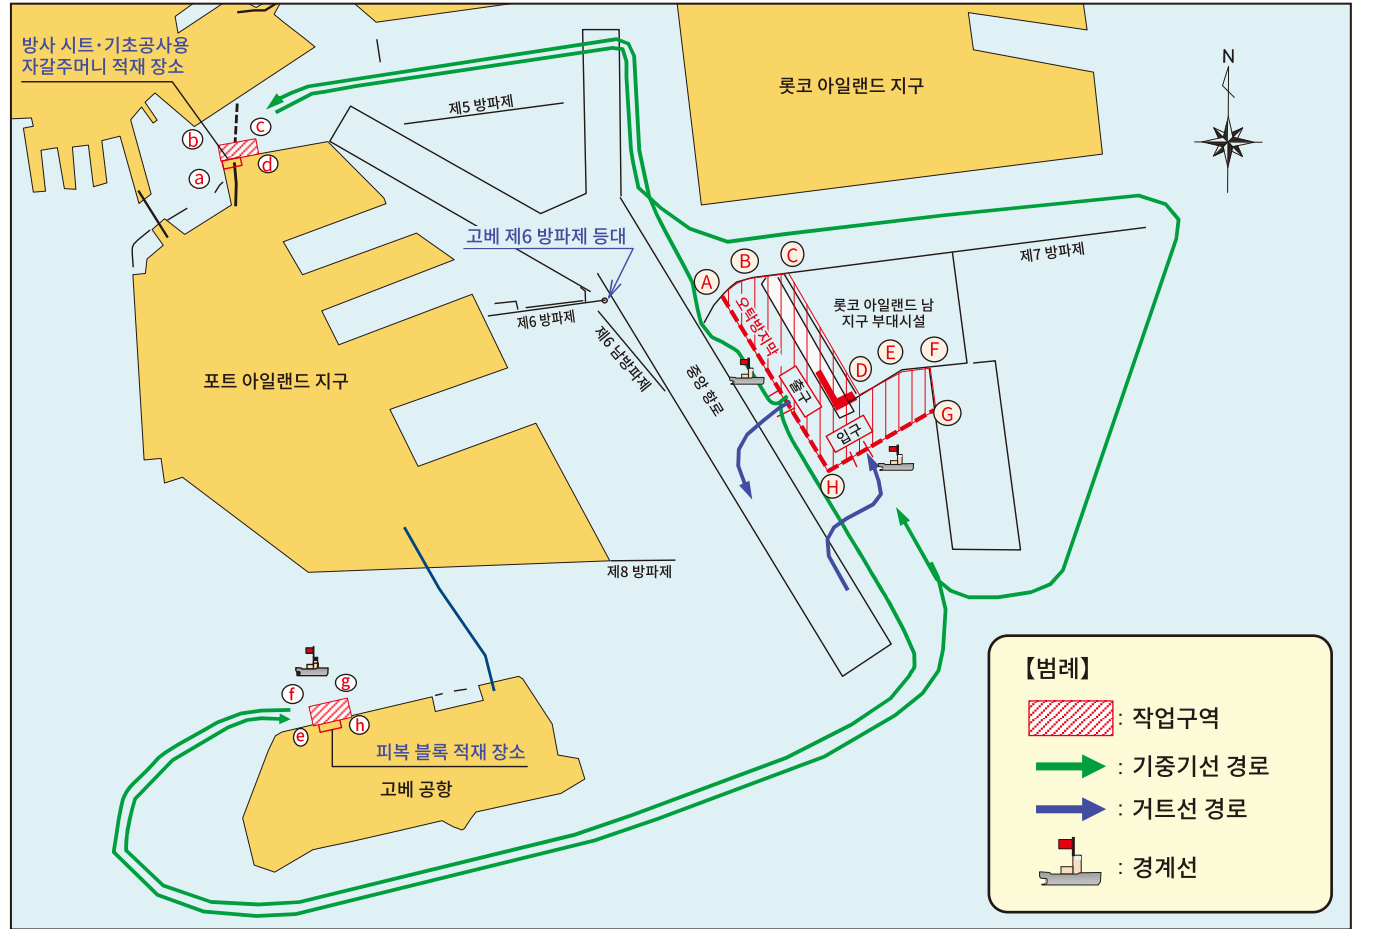 방사 시트·기초공사용
자갈주머니 적재 장소
롯코 아일랜드 지구
N
제5 방파제
b
c
a
d
고베 제6 방파제 등대
제7 방파제
A
B
C
오탁방지막
롯코 아일랜드 남
지구 부대시설
제6 방파제
제6 남방파제
중앙 항로
D
E
F
출구
입구
G
H
포트 아일랜드 지구
제8 방파제
f
g
e
h
피복 블록 적재 장소
고베 공항
【범례】
: 작업구역
: 기중기선 경로
: 거트선 경로
: 경계선